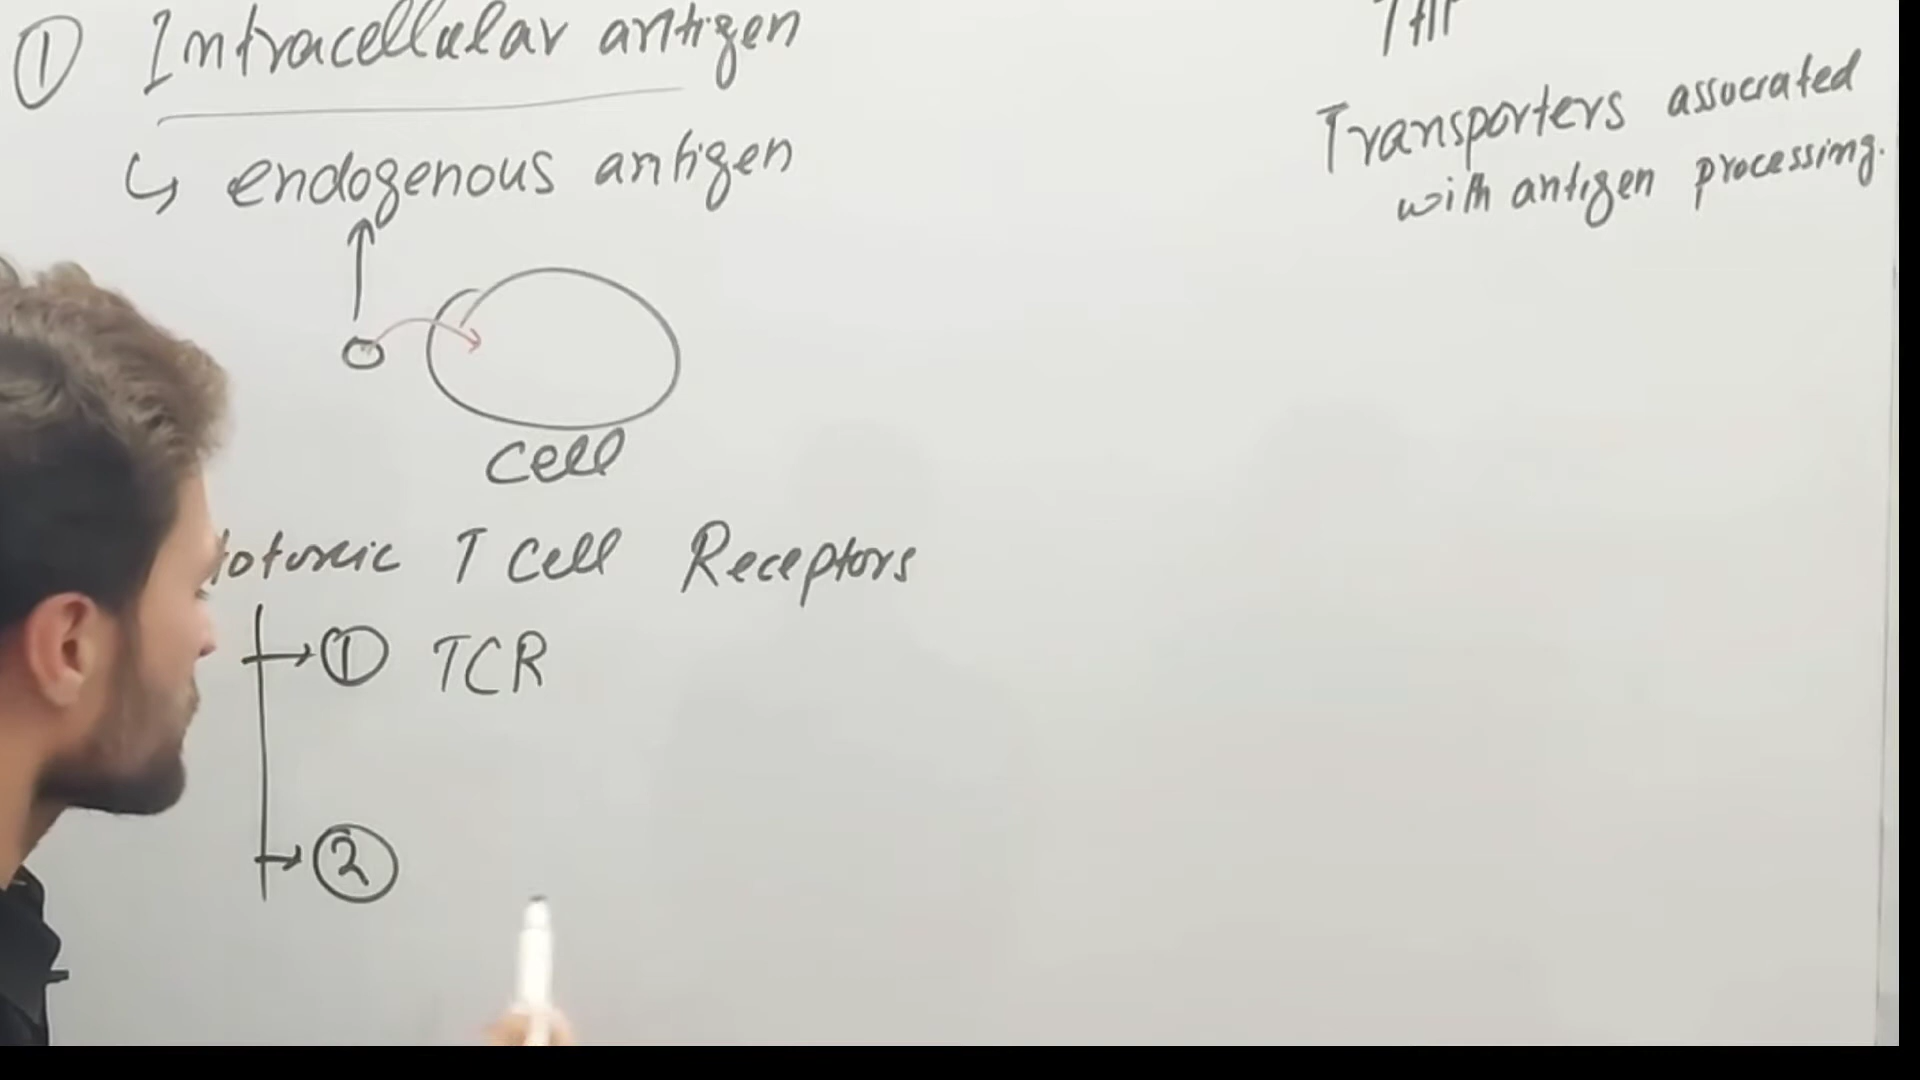 ① Intracellular antigen
↳ endogenous antigen
Cell
T Cell Receptors
→ ① TCR
→ ②
Transporters associated
with antigen processing.